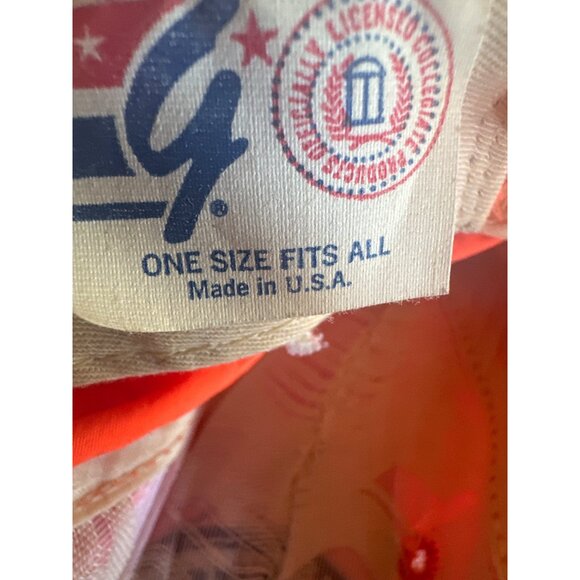 G®
OFFICIALLY LICENSED COLLEGIATE PRODUCTS
ONE SIZE FITS ALL
Made in U.S.A.